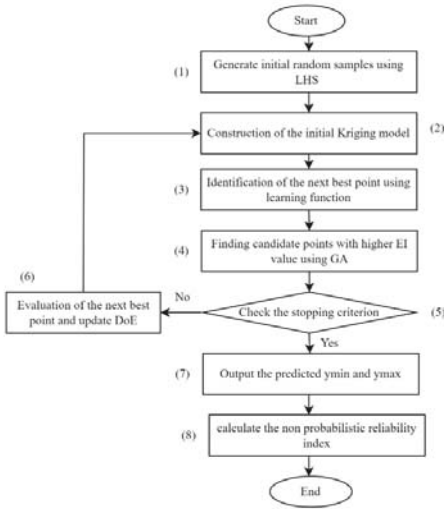 Start
(1)
Generate initial random samples using
LHS
(2)
Construction of the initial Kriging model
(3)
Identification of the next best point using
learning function
(4)
Finding candidate points with higher EI
value using GA
(6)
Evaluation of the next best
point and update DoE
No
Check the stopping criterion
(5)
Yes
(7)
Output the predicted ymin and ymax
(8)
calculate the non probabilistic reliability
index
End